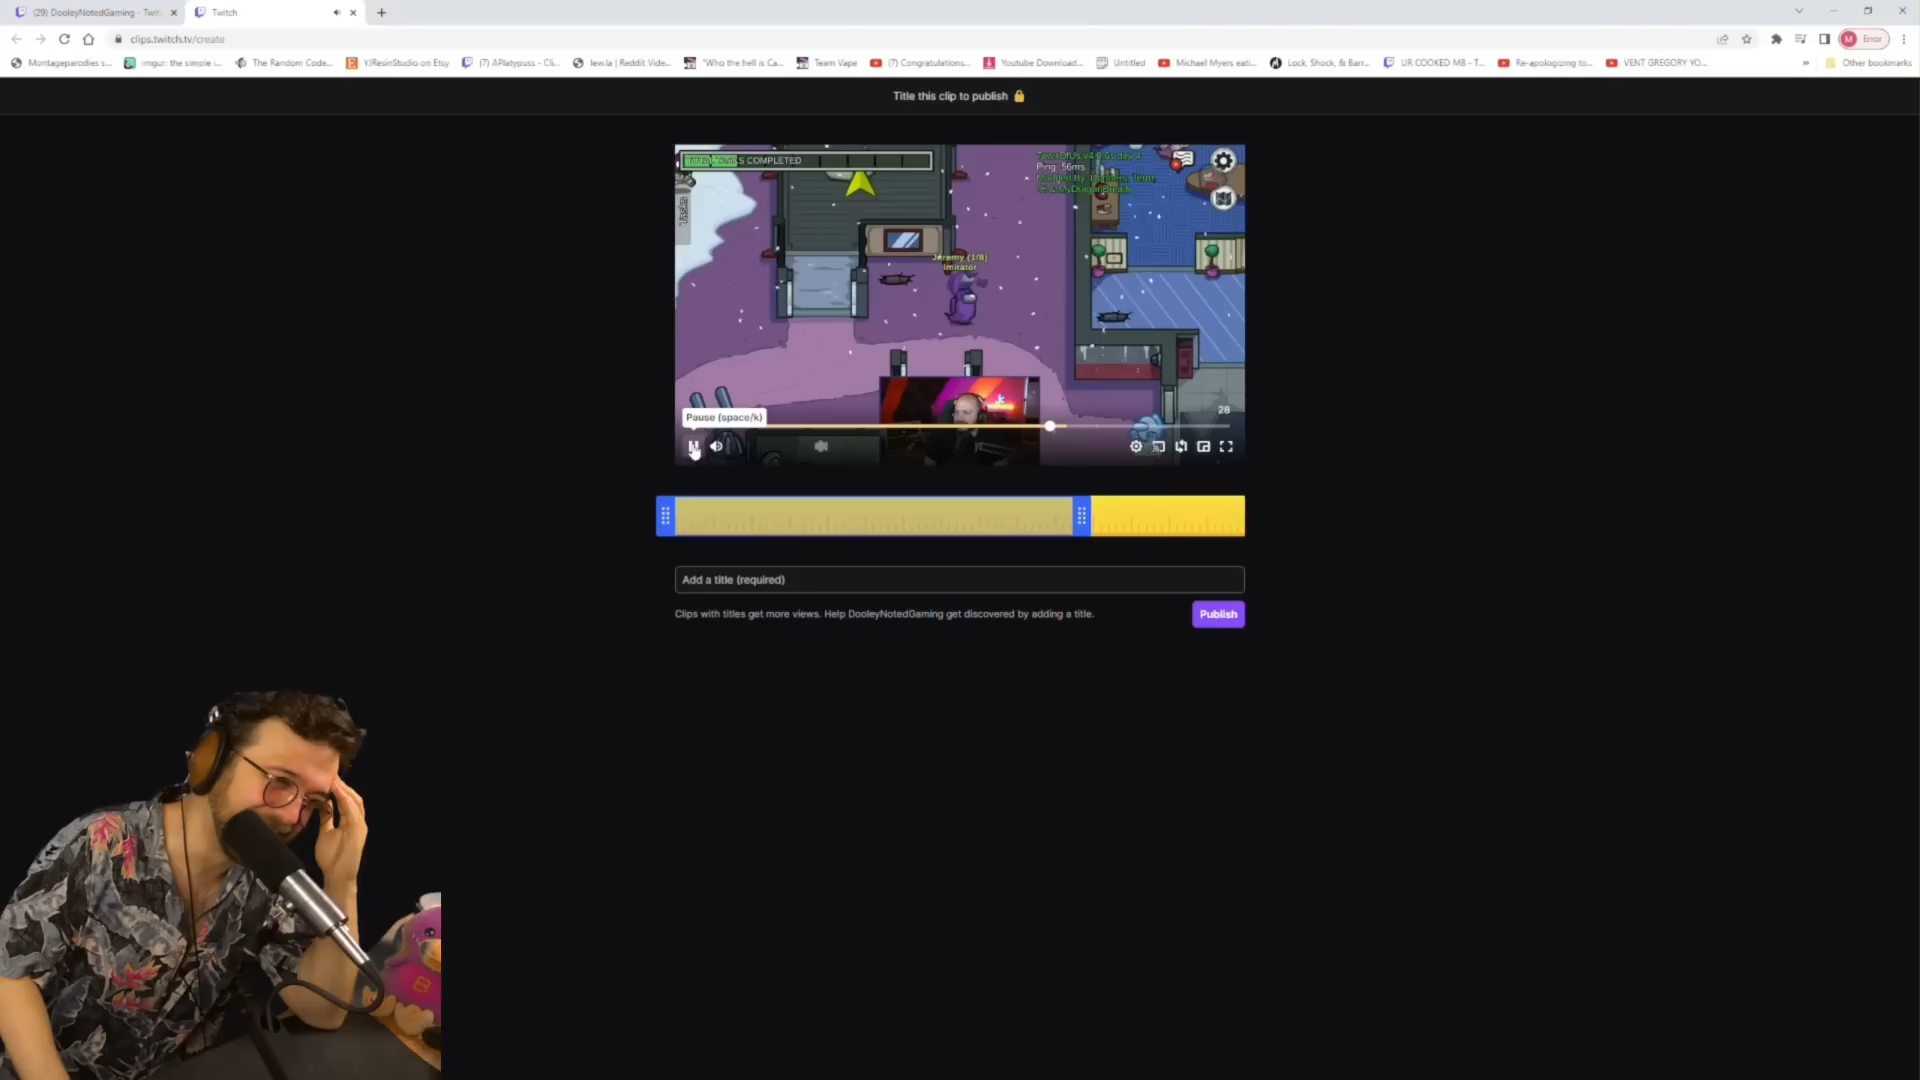 (29) DooleyNotedGaming - Twit
Twitch
clips.twitch.tv/create
Error
Montageparodies s...
imgur: the simple i...
The Random Code...
YJResinStudio on Etsy
(7) APlatypuss - Cli...
lew.la | Reddit Vide...
"Who the hell is Ca...
Team Vape
(7) Congratulations...
Youtube Download...
Untitled
Michael Myers eati...
Lock, Shock, & Barr...
UR COOKED M8 - T...
Re-apologizing to...
VENT GREGORY YO...
»
Other bookmarks
Title this clip to publish
S COMPLETED
Ping: 56ms
Tasks
Jeremy (1/8)
Imitator
28
Pause (space/k)
Add a title (required)
Clips with titles get more views. Help DooleyNotedGaming get discovered by adding a title.
Publish